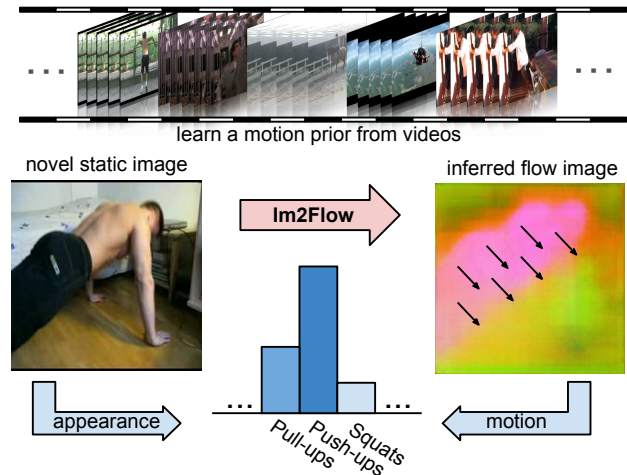 learn a motion prior from videos
novel static image
inferred flow image
Im2Flow
appearance
motion
Pull-ups
Push-ups
Squats